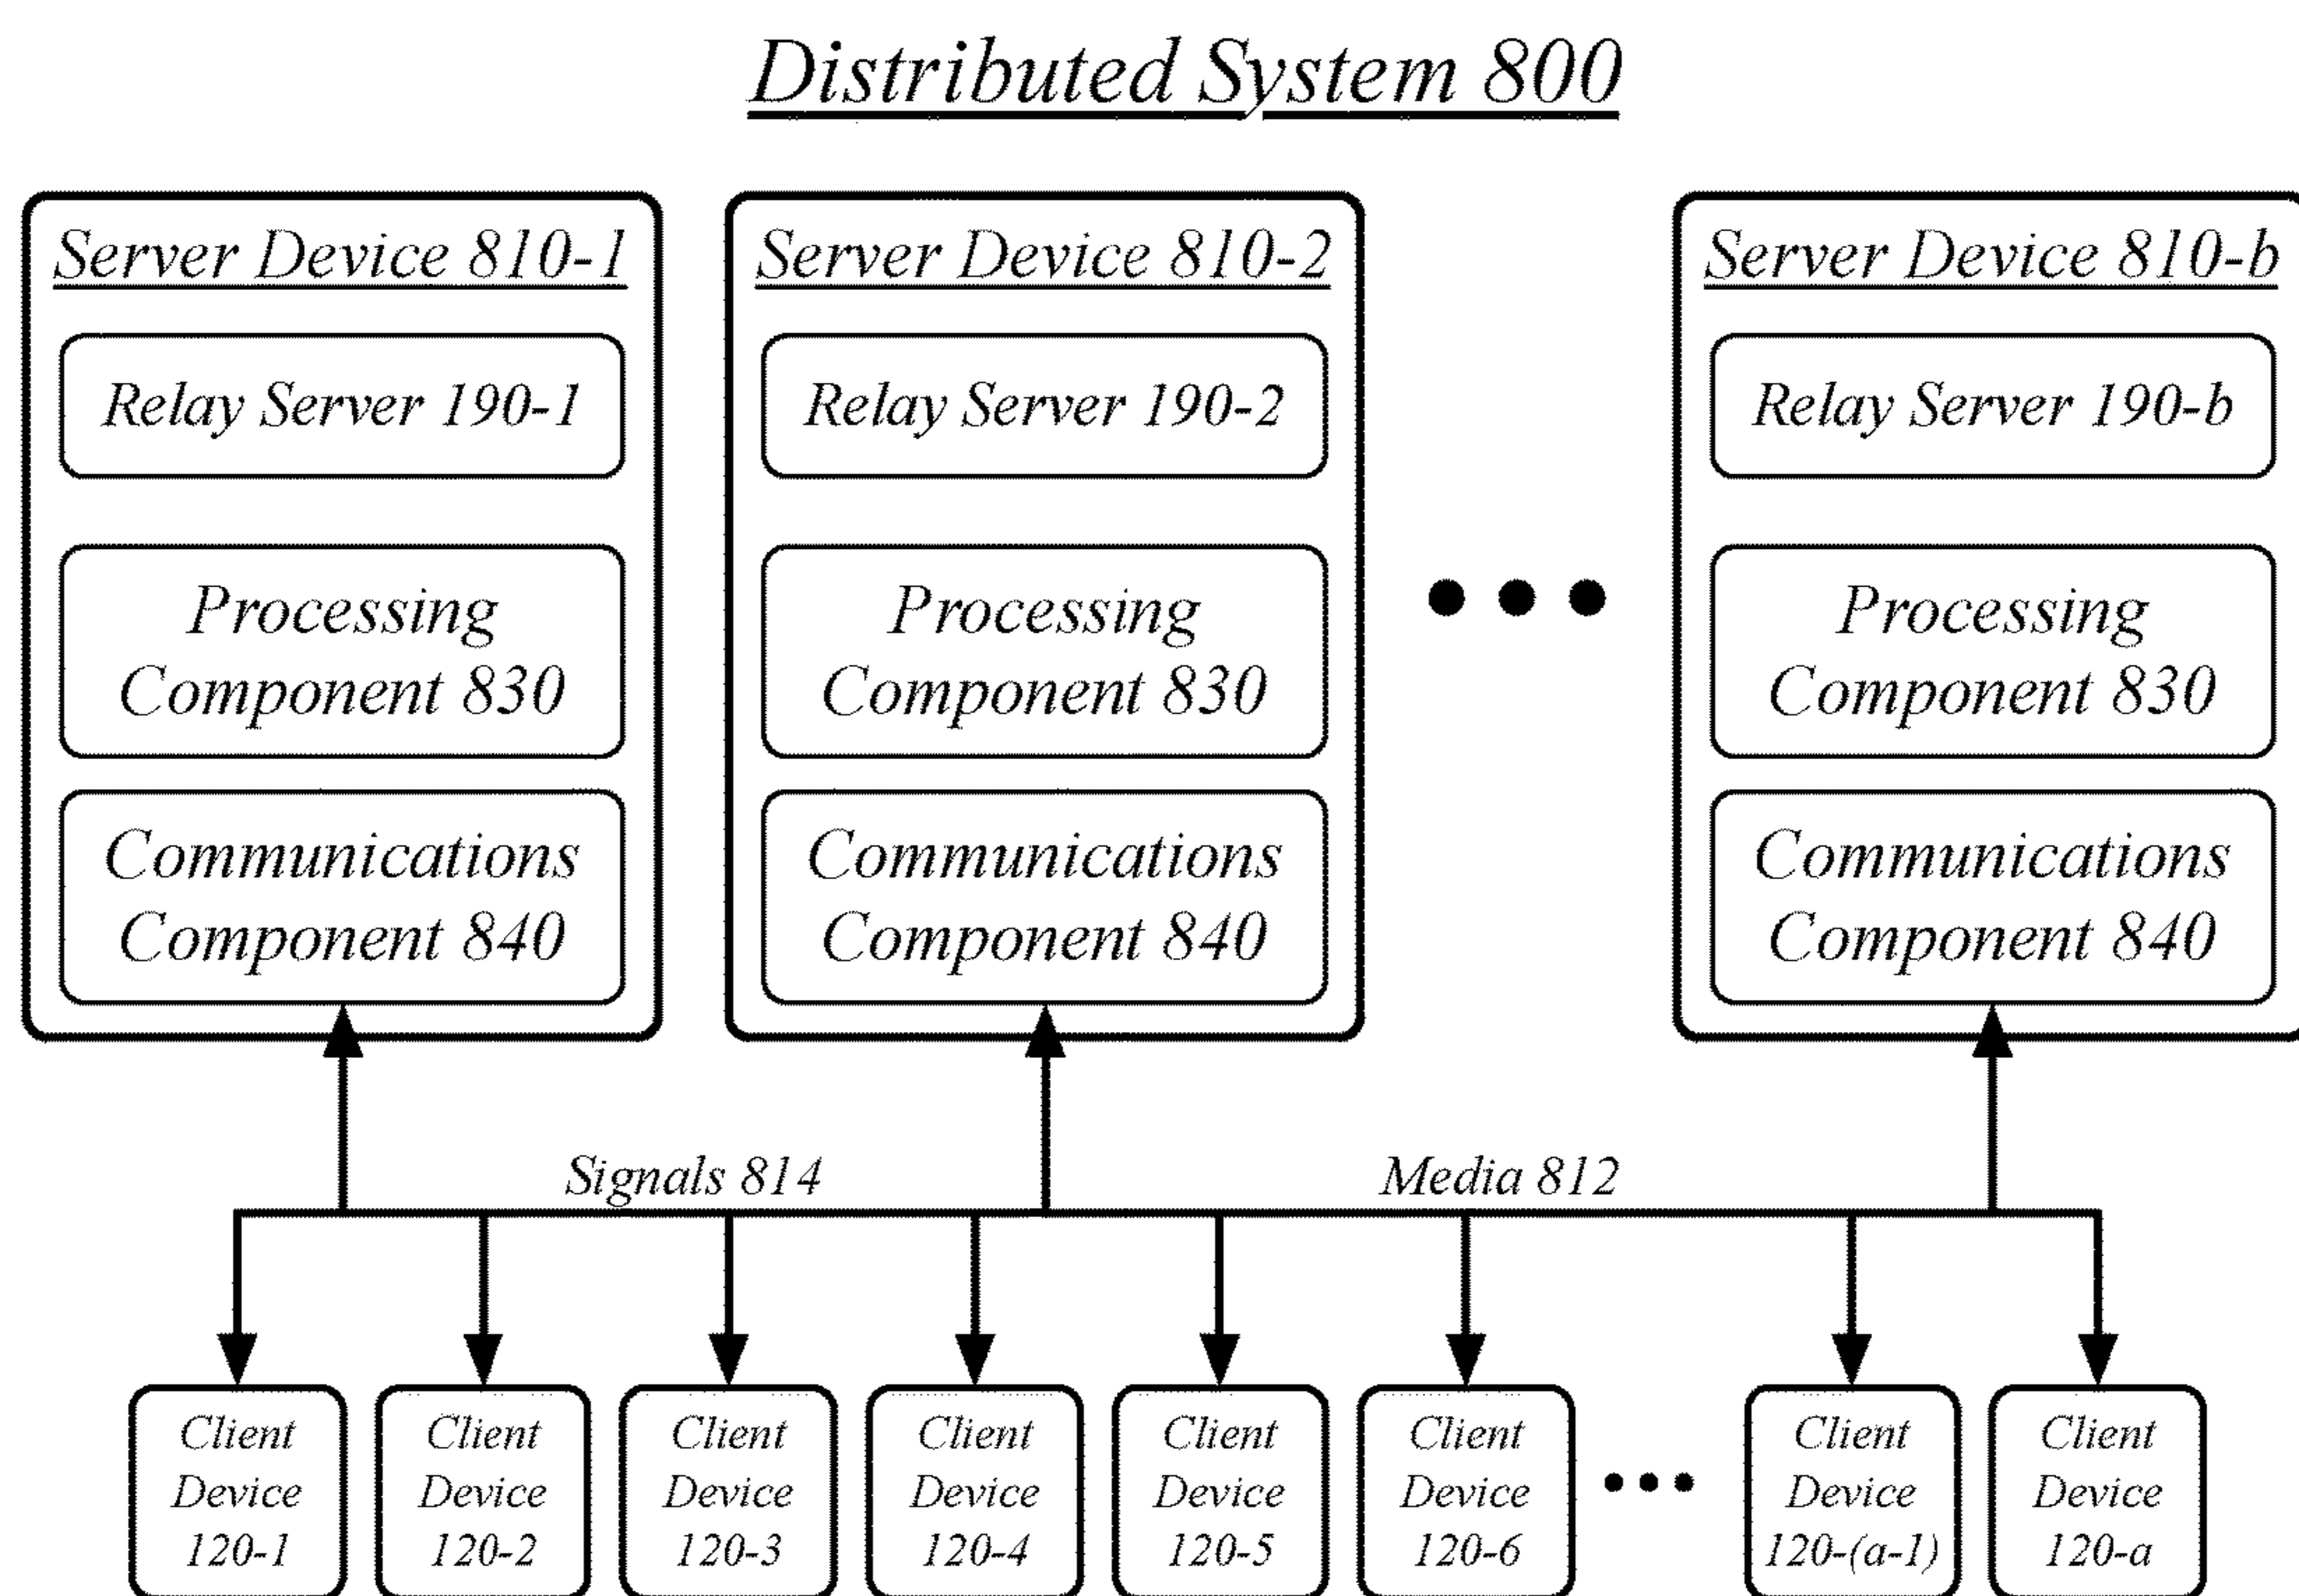 Distributed System 800
Server Device 810-1
Relay Server 190-1
Processing
Component 830
Communications
Component 840
Server Device 810-2
Relay Server 190-2
Processing
Component 830
Communications
Component 840
Server Device 810-b
Relay Server 190-b
Processing
Component 830
Communications
Component 840
Signals 814
Media 812
Client
Device
120-1
Client
Device
120-2
Client
Device
120-3
Client
Device
120-4
Client
Device
120-5
Client
Device
120-6
Client
Device
120-(a-1)
Client
Device
120-a